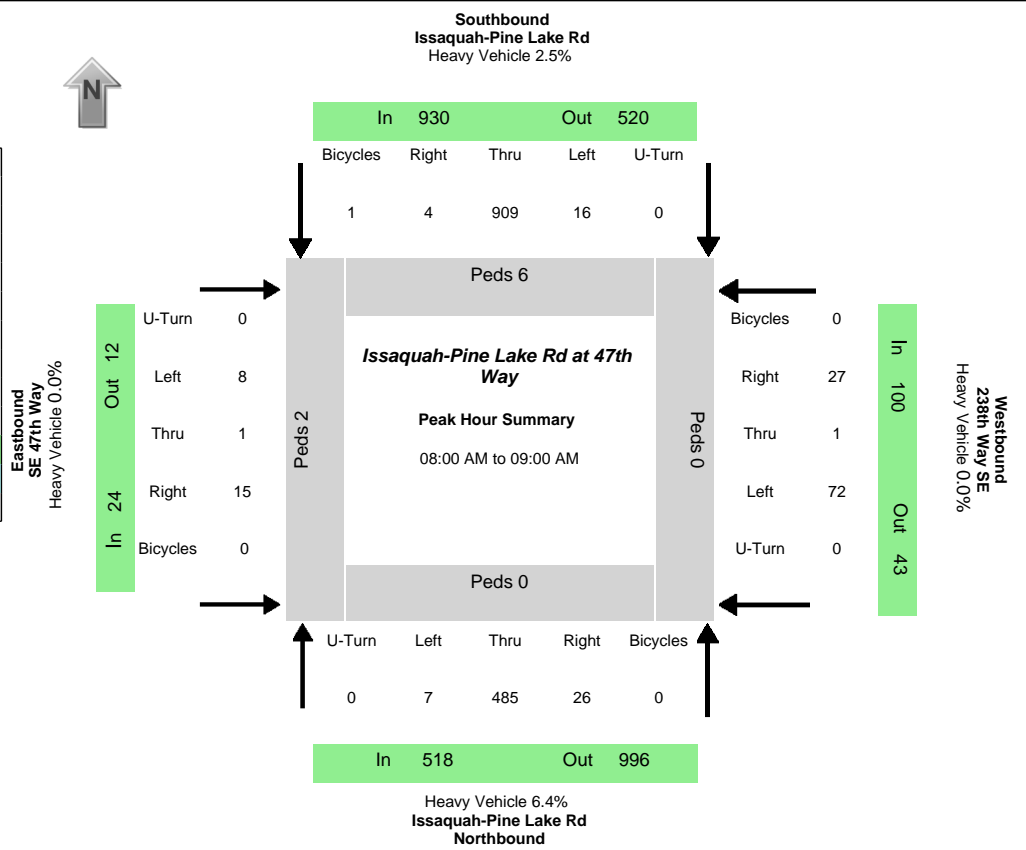 Southbound
Issaquah-Pine Lake Rd
Heavy Vehicle 2.5%
N
In 930 Out 520
Bicycles Right Thru Left U-Turn
1 4 909 16 0
Peds 6
Eastbound
SE 47th Way
Heavy Vehicle 0.0%
Out 12
In 24
U-Turn 0
Left 8
Thru 1
Right 15
Bicycles 0
Peds 2
Issaquah-Pine Lake Rd at 47th
Way
Peak Hour Summary
08:00 AM to 09:00 AM
Peds 0
Bicycles 0
Right 27
Thru 1
Left 72
U-Turn 0
In 100
Out 43
Westbound
238th Way SE
Heavy Vehicle 0.0%
Peds 0
U-Turn Left Thru Right Bicycles
0 7 485 26 0
In 518 Out 996
Heavy Vehicle 6.4%
Issaquah-Pine Lake Rd
Northbound